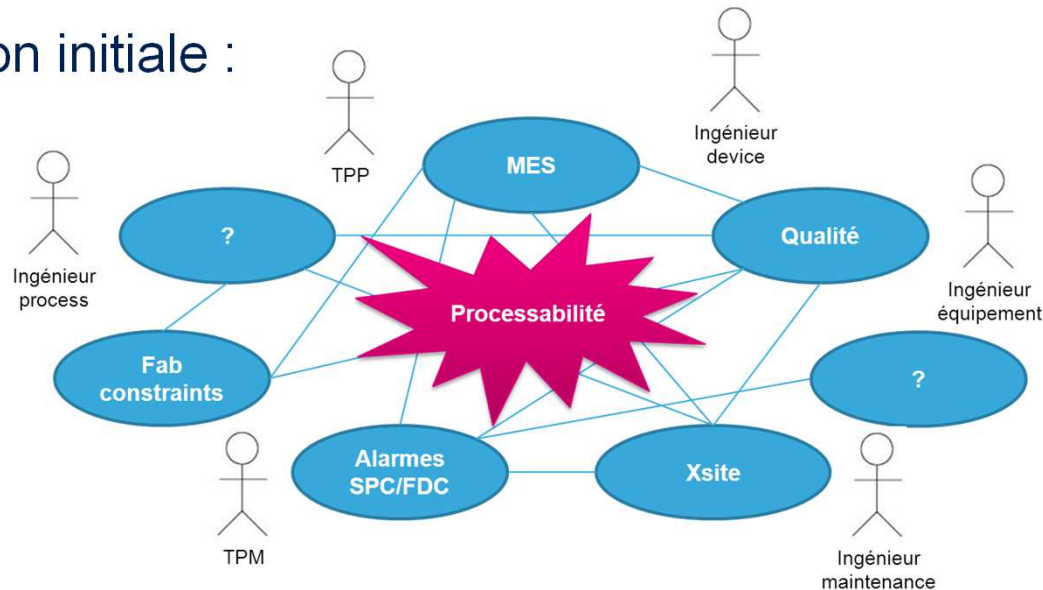 on initiale :
TPP
Ingénieur
device
MES
Ingénieur
process
?
Qualité
Ingénieur
équipement
Processabilité
Fab
constraints
?
TPM
Alarmes
SPC/FDC
Xsite
Ingénieur
maintenance